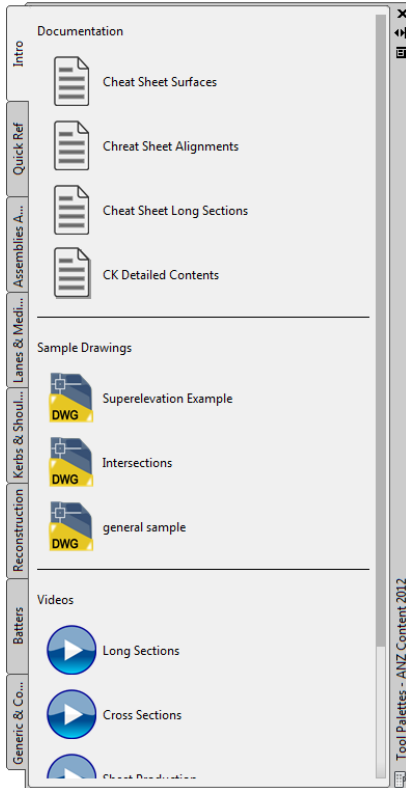 Documentation
Cheat Sheet Surfaces
Chreat Sheet Alignments
Cheat Sheet Long Sections
CK Detailed Contents
Sample Drawings
DWG
Superelevation Example
DWG
Intersections
DWG
general sample
Videos
Long Sections
Cross Sections
Sheet Production
Intro
Quick Ref
Assemblies A...
Lanes & Medi...
Kerbs & Shoul...
Reconstruction
Batters
Generic & Co...
Tool Palettes - ANZ Content 2012